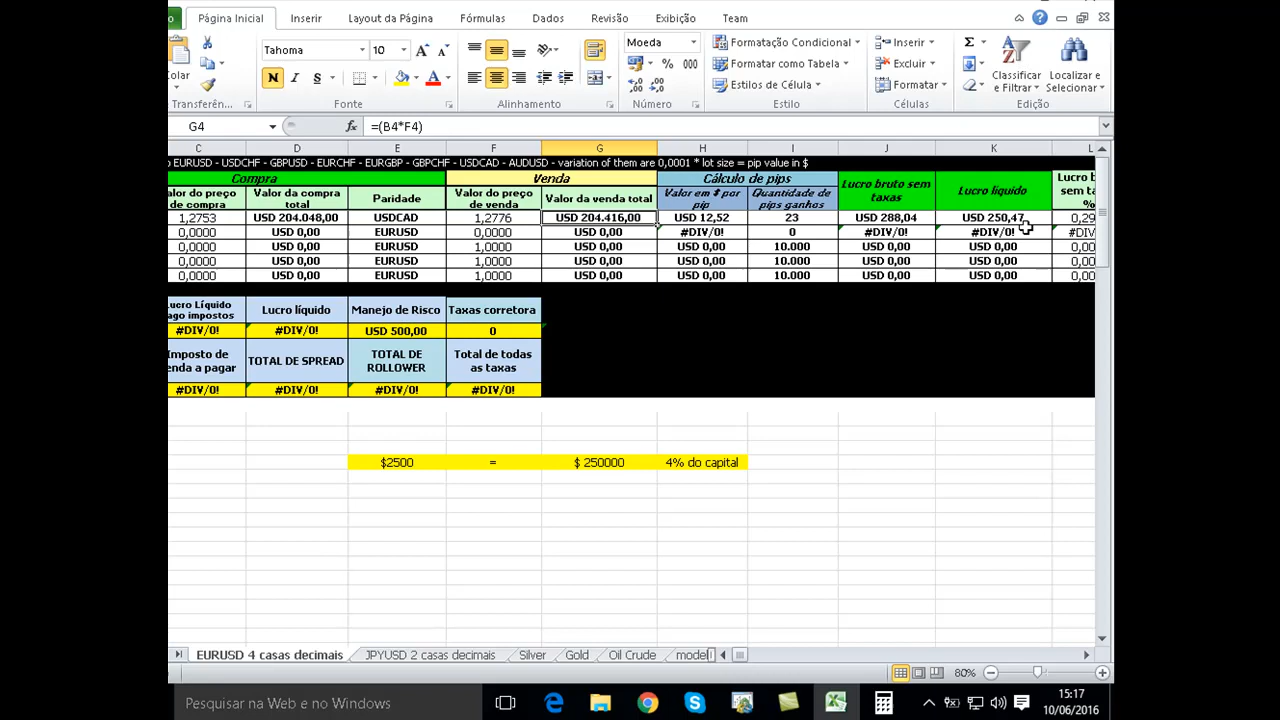 Página Inicial Inserir Layout da Página Fórmulas Dados Revisão Exibição Team
Colar
Tahoma 10
N I S
Moeda
% 000
Formatação Condicional
Formatar como Tabela
Estilos de Célula
Inserir
Excluir
Formatar
Classificar e Filtrar
Localizar e Selecionar
Transferên... Fonte Alinhamento Número Estilo Células Edição
G4 fx =(B4*F4)
C D E F G H I J K L
EURUSD - USDCHF - GBPUSD - EURCHF - EURGBP - GBPCHF - USDCAD - AUDUSD - variation of them are 0,0001 * lot size = pip value in $
Compra Venda Cálculo de pips Lucro bruto sem taxas Lucro líquido
alor do preço de compra Valor da compra total Paridade Valor do preço de venda Valor da venda total Valor em $ por pip Quantidade de pips ganhos
Lucro b
sem ta
%
1,2753 USD 204.048,00 USDCAD 1,2776 USD 204.416,00 USD 12,52 23 USD 288,04 USD 250,47 0,29
0,0000 USD 0,00 EURUSD 0,0000 USD 0,00 #DIV/0! 0 #DIV/0! #DIV/0! #DIV
0,0000 USD 0,00 EURUSD 1,0000 USD 0,00 USD 0,00 10.000 USD 0,00 USD 0,00 0,00
0,0000 USD 0,00 EURUSD 1,0000 USD 0,00 USD 0,00 10.000 USD 0,00 USD 0,00 0,00
0,0000 USD 0,00 EURUSD 1,0000 USD 0,00 USD 0,00 10.000 USD 0,00 USD 0,00 0,00
ucro Líquido
ago impostos Lucro líquido Manejo de Risco Taxas corretora
#DIV/0! #DIV/0! USD 500,00 0
Imposto de
enda a pagar TOTAL DE SPREAD TOTAL DE ROLLOWER Total de todas as taxas
#DIV/0! #DIV/0! #DIV/0! #DIV/0!
$2500 = $ 250000 4% do capital
EURUSD 4 casas decimais JPYUSD 2 casas decimais Silver Gold Oil Crude model
80%
Pesquisar na Web e no Windows
15:17
10/06/2016